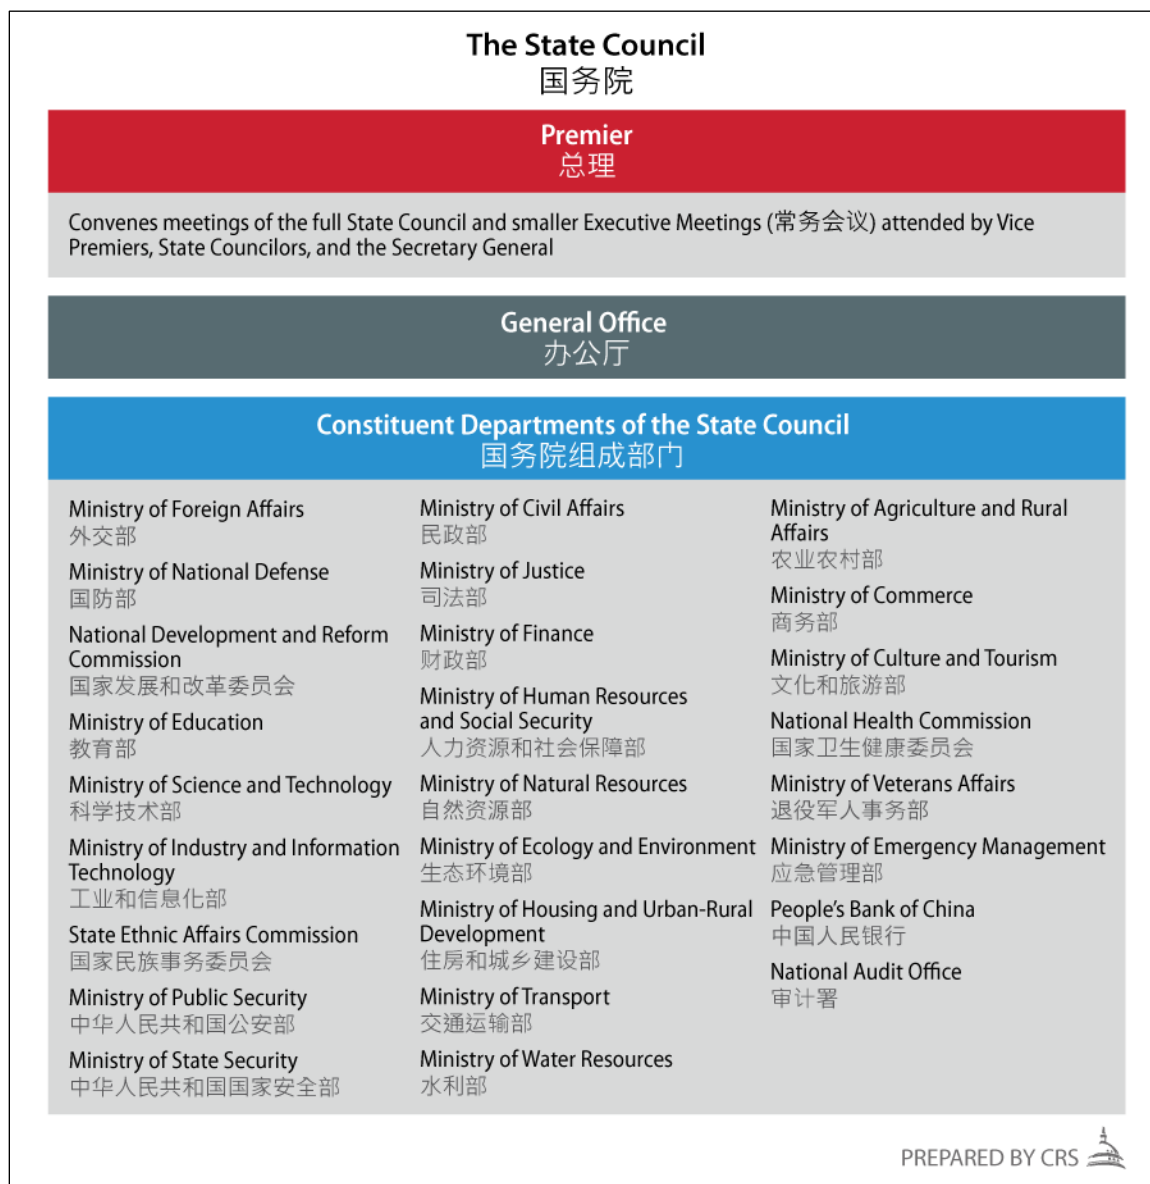 The State Council
国务院
Premier
总理
Convenes meetings of the full State Council and smaller Executive Meetings (常务会议) attended by Vice
Premiers, State Councilors, and the Secretary General
General Office
办公厅
Constituent Departments of the State Council
国务院组成部门
Ministry of Foreign Affairs
外交部
Ministry of National Defense
国防部
National Development and Reform
Commission
国家发展和改革委员会
Ministry of Education
教育部
Ministry of Science and Technology
科学技术部
Ministry of Industry and Information
Technology
工业和信息化部
State Ethnic Affairs Commission
国家民族事务委员会
Ministry of Public Security
中华人民共和国公安部
Ministry of State Security
中华人民共和国国家安全部
Ministry of Civil Affairs
民政部
Ministry of Justice
司法部
Ministry of Finance
财政部
Ministry of Human Resources
and Social Security
人力资源和社会保障部
Ministry of Natural Resources
自然资源部
Ministry of Ecology and Environment
生态环境部
Ministry of Housing and Urban-Rural
Development
住房和城乡建设部
Ministry of Transport
交通运输部
Ministry of Water Resources
水利部
Ministry of Agriculture and Rural
Affairs
农业农村部
Ministry of Commerce
商务部
Ministry of Culture and Tourism
文化和旅游部
National Health Commission
国家卫生健康委员会
Ministry of Veterans Affairs
退役军人事务部
Ministry of Emergency Management
应急管理部
People's Bank of China
中国人民银行
National Audit Office
审计署
PREPARED BY CRS